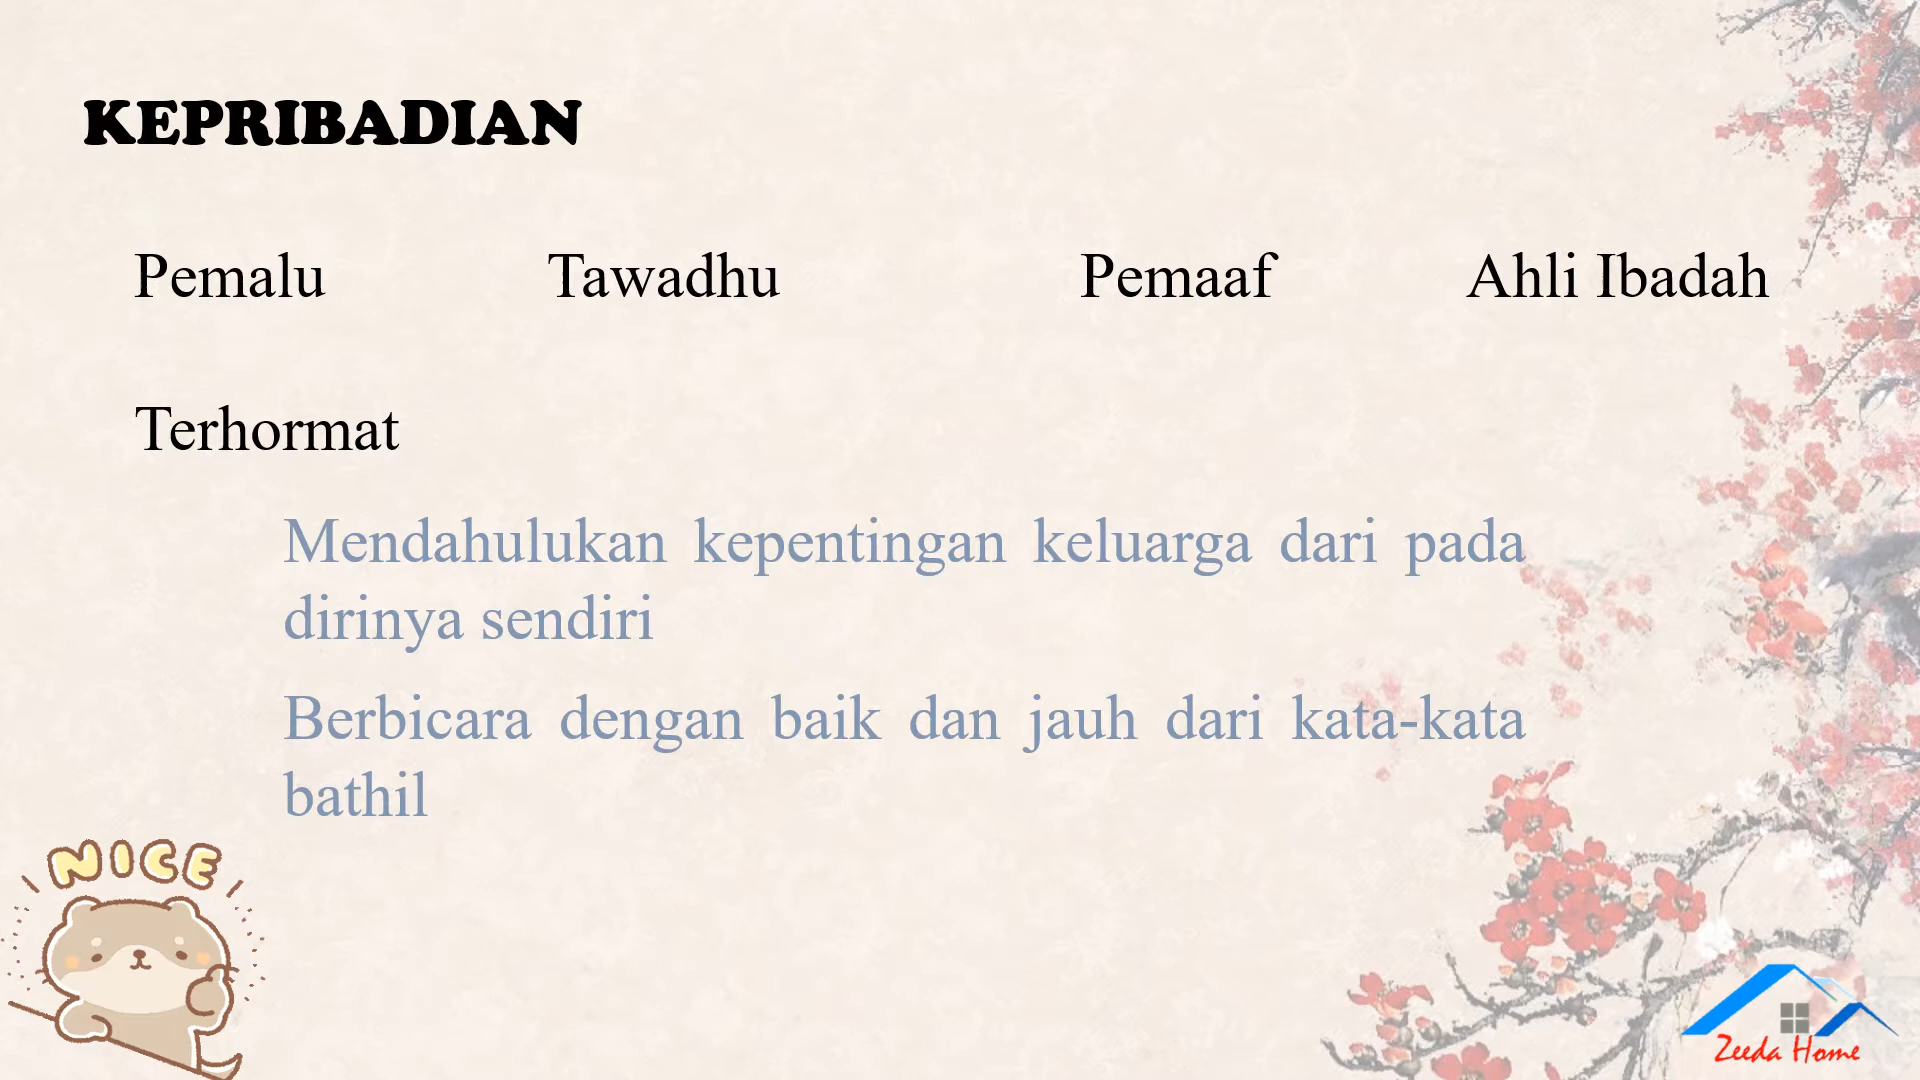 KEPRIBADIAN
Pemalu Tawadhu Pemaaf Ahli Ibadah
Terhormat
Mendahulukan kepentingan keluarga dari pada
dirinya sendiri
Berbicara dengan baik dan jauh dari kata-kata
bathil
NICE
Zeeda Home